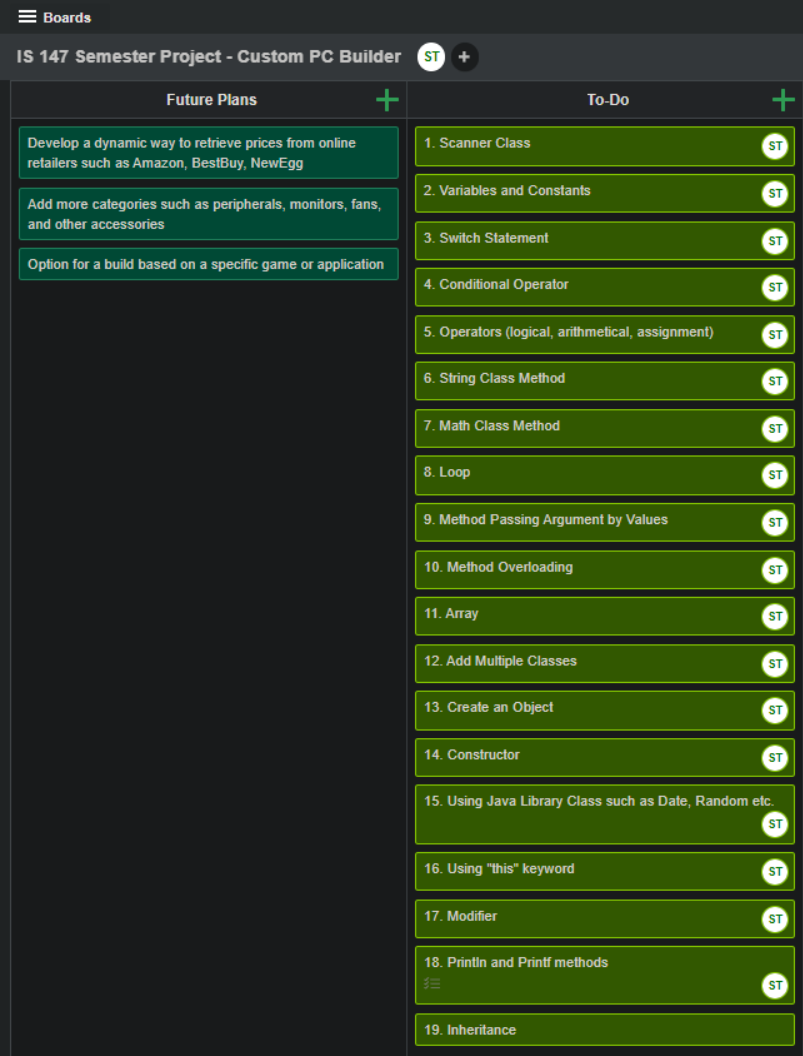 Boards
IS 147 Semester Project - Custom PC Builder ST +
Future Plans
Develop a dynamic way to retrieve prices from online
retailers such as Amazon, BestBuy, NewEgg
Add more categories such as peripherals, monitors, fans,
and other accessories
Option for a build based on a specific game or application
To-Do
1. Scanner Class ST
2. Variables and Constants ST
3. Switch Statement ST
4. Conditional Operator ST
5. Operators (logical, arithmetical, assignment) ST
6. String Class Method ST
7. Math Class Method ST
8. Loop ST
9. Method Passing Argument by Values ST
10. Method Overloading ST
11. Array ST
12. Add Multiple Classes ST
13. Create an Object ST
14. Constructor ST
15. Using Java Library Class such as Date, Random etc.
ST
16. Using "this" keyword ST
17. Modifier ST
18. Println and Printf methods
ST
19. Inheritance